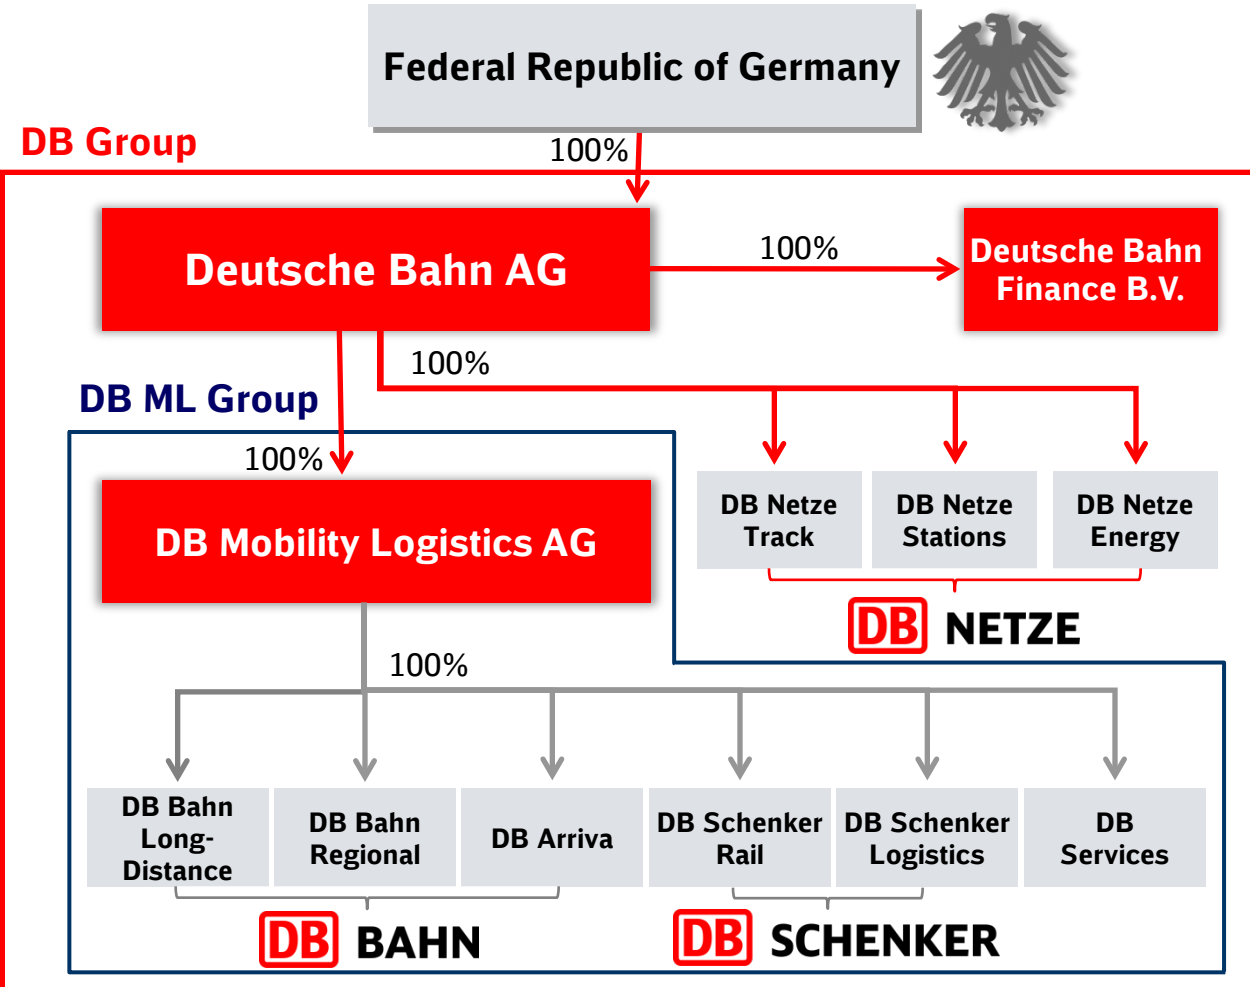 Federal Republic of Germany
DB Group
100%
Deutsche Bahn AG
100%
Deutsche Bahn
Finance B.V.
100%
DB ML Group
100%
DB Mobility Logistics AG
DB Netze
Track
DB Netze
Stations
DB Netze
Energy
DB NETZE
100%
DB Bahn
Long-
Distance
DB Bahn
Regional
DB Arriva
DB Schenker
Rail
DB Schenker
Logistics
DB
Services
DB BAHN
DB SCHENKER